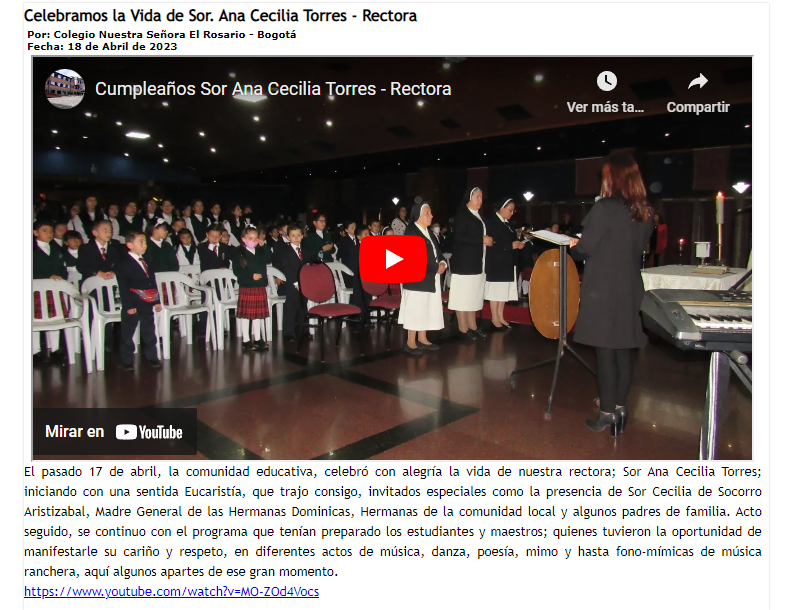 Celebramos la Vida de Sor. Ana Cecilia Torres - Rectora
Por: Colegio Nuestra Señora El Rosario - Bogotá
Fecha: 18 de Abril de 2023
Cumpleaños Sor Ana Cecilia Torres - Rectora
Ver más ta...
Compartir
Mirar en YouTube
El pasado 17 de abril, la comunidad educativa, celebró con alegría la vida de nuestra rectora; Sor Ana Cecilia Torres;
iniciando con una sentida Eucaristía, que trajo consigo, invitados especiales como la presencia de Sor Cecilia de Socorro
Aristizabal, Madre General de las Hermanas Dominicas, Hermanas de la comunidad local y algunos padres de familia. Acto
seguido, se continuo con el programa que tenían preparado los estudiantes y maestros; quienes tuvieron la oportunidad de
manifestarle su cariño y respeto, en diferentes actos de música, danza, poesía, mimo y hasta fono-mímicas de música
ranchera, aquí algunos apartes de ese gran momento.
https://www.youtube.com/watch?v=MO-ZOd4Vocs